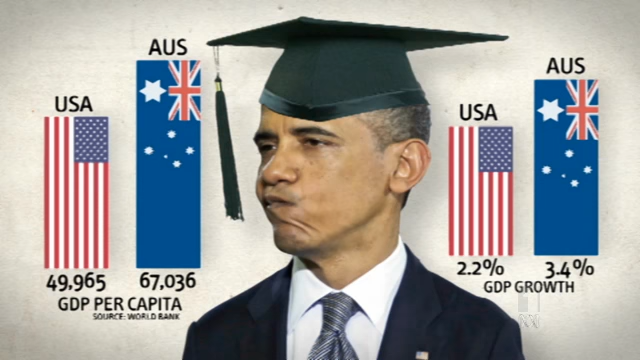 AUS
USA
49,965
67,036
GDP PER CAPITA
SOURCE: WORLD BANK
AUS
USA
2.2%
3.4%
GDP GROWTH